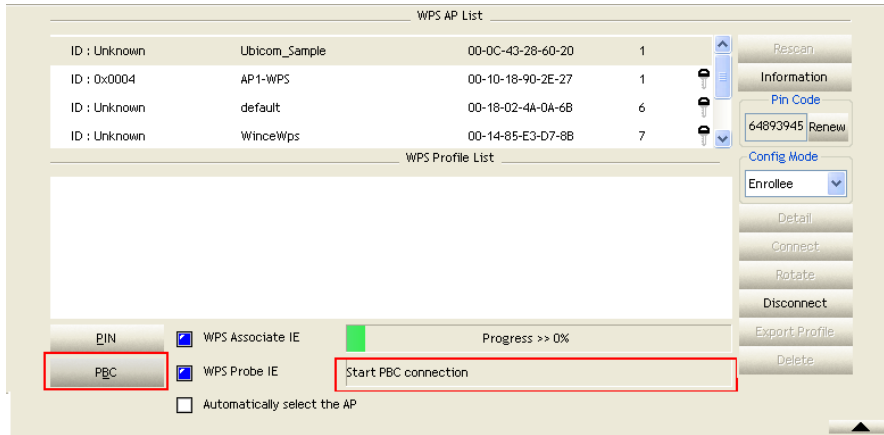 WPS AP List
ID : Unknown Ubicom_Sample 00-0C-43-28-60-20 1
ID : 0x0004 AP1-WPS 00-10-18-90-2E-27 1
ID : Unknown default 00-18-02-4A-0A-6B 6
ID : Unknown WinceWps 00-14-85-E3-D7-8B 7
Rescan
Information
Pin Code
64893945 Renew
WPS Profile List
Config Mode
Enrollee
Detail
Connect
Rotate
Disconnect
Export Profile
Delete
PIN WPS Associate IE Progress >> 0%
PBC WPS Probe IE Start PBC connection
Automatically select the AP